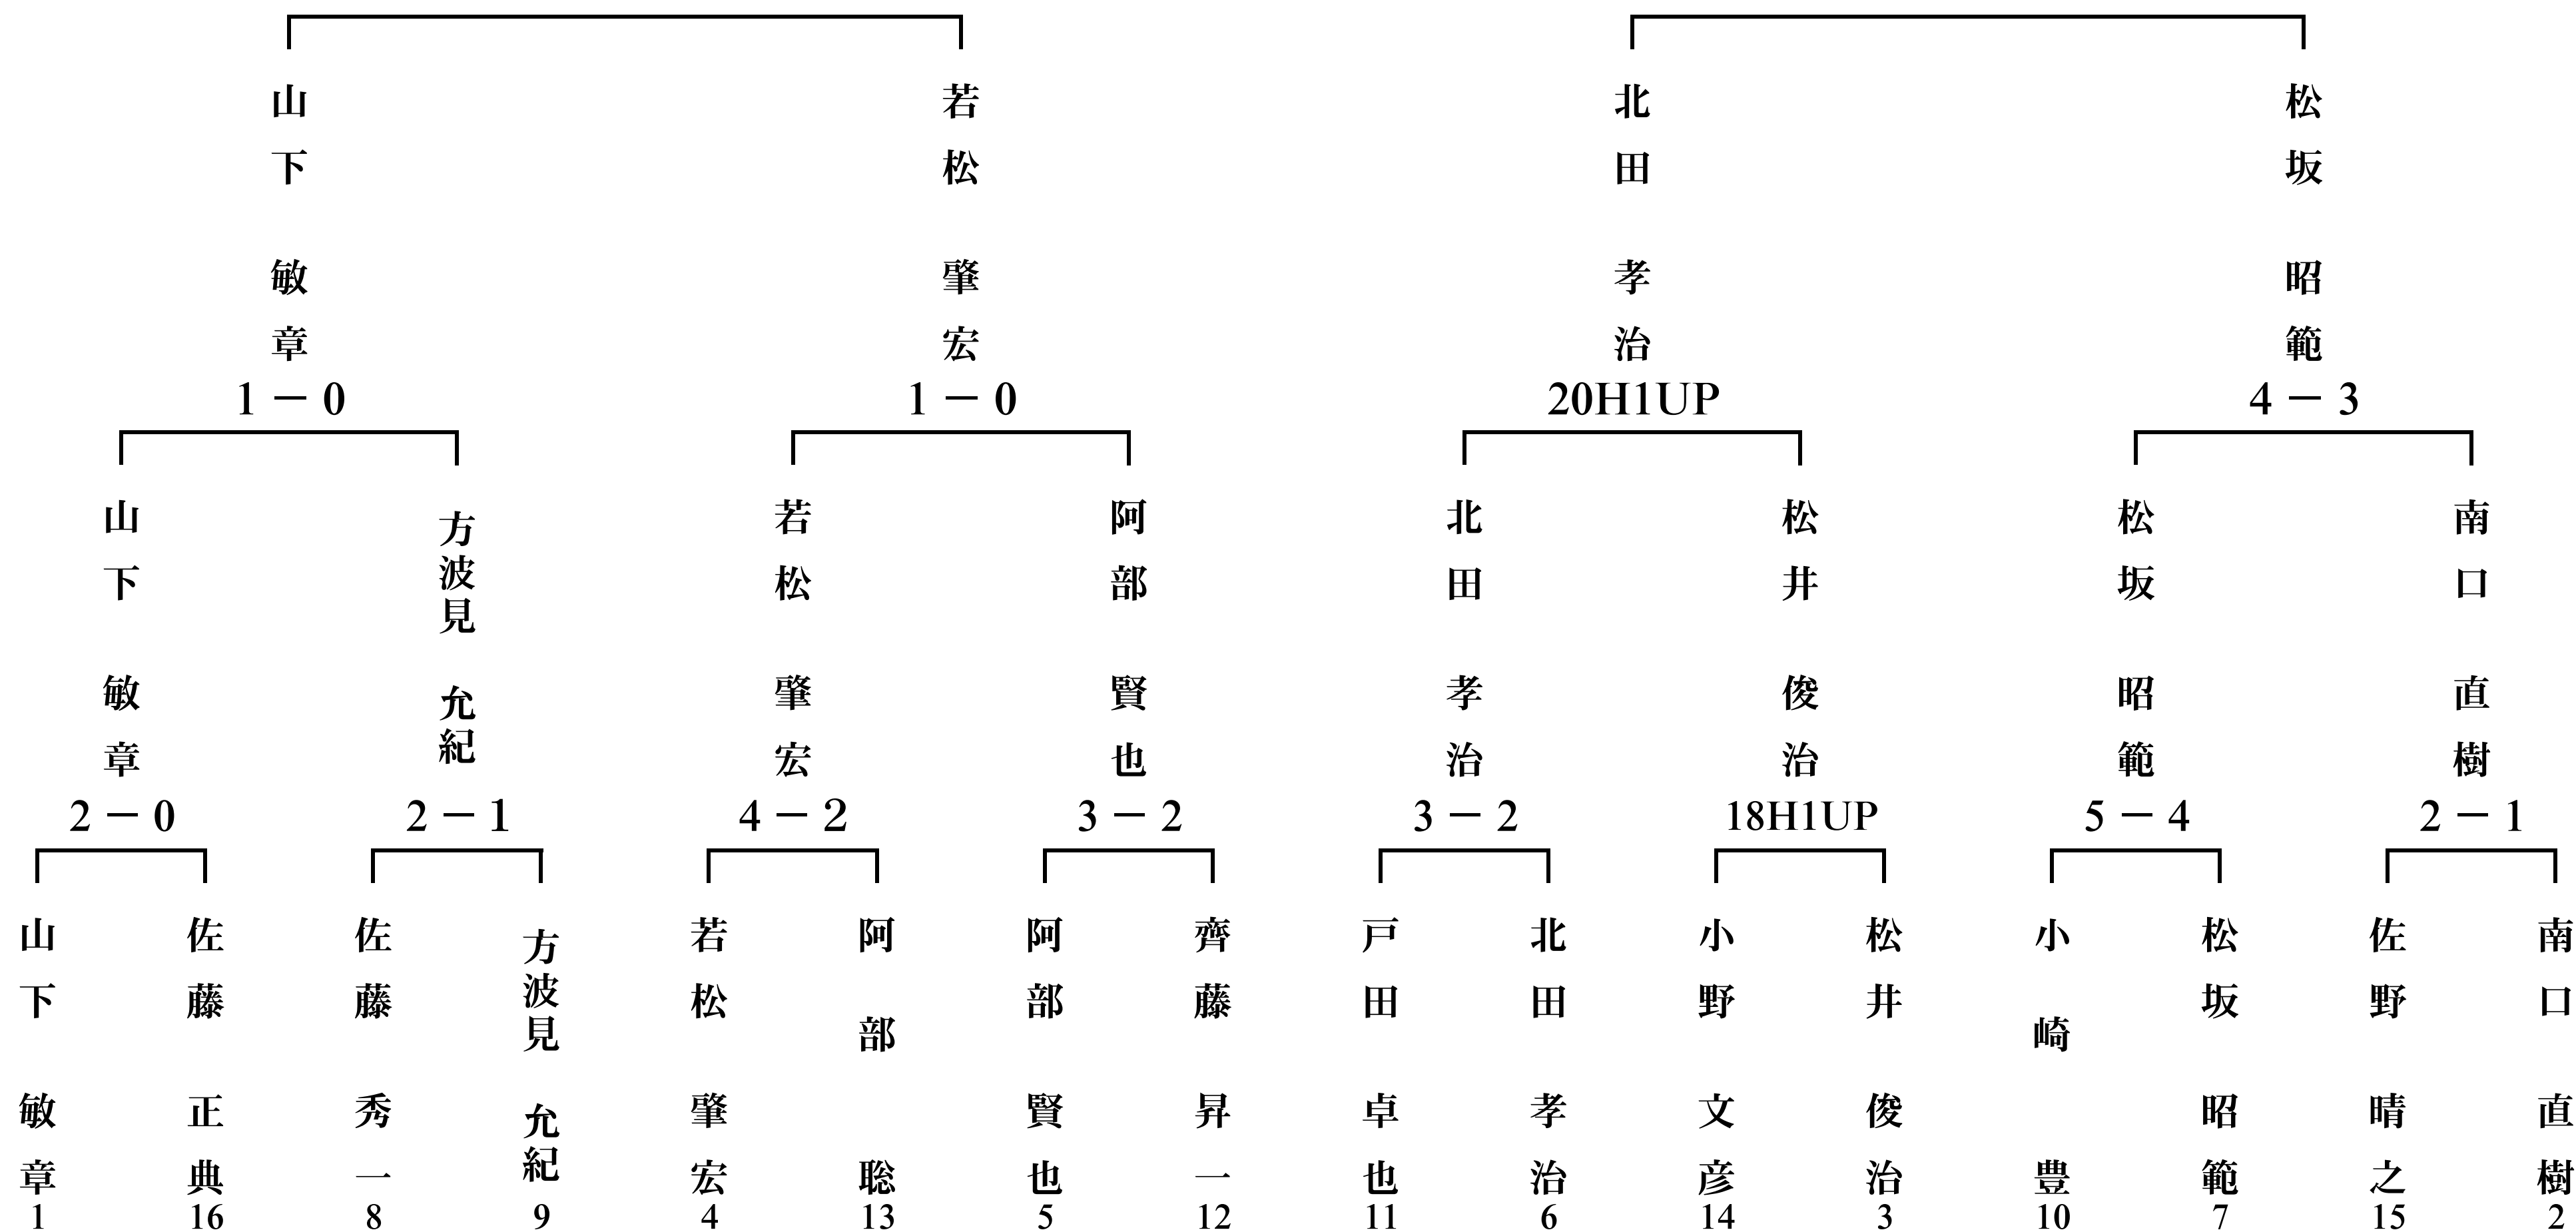 山下 敏章
若松 肇宏
北田 孝治
松坂 昭範
1－0
1－0
20H1UP
4－3
山下 敏章
方波見 允紀
若松 肇宏
阿部 賢也
北田 孝治
松井 俊治
松坂 昭範
南口 直樹
2－0
2－1
4－2
3－2
3－2
18H1UP
5－4
2－1
山下 敏章
佐藤 正典
佐藤 秀一
方波見 允紀
若松 肇宏
阿部 聡
阿部 賢也
齊藤 昇一
戸田 卓也
北田 孝治
小野 文彦
松井 俊治
小崎 豊
松坂 昭範
佐野 晴之
南口 直樹
1
16
8
9
4
13
5
12
11
6
14
3
10
7
15
2